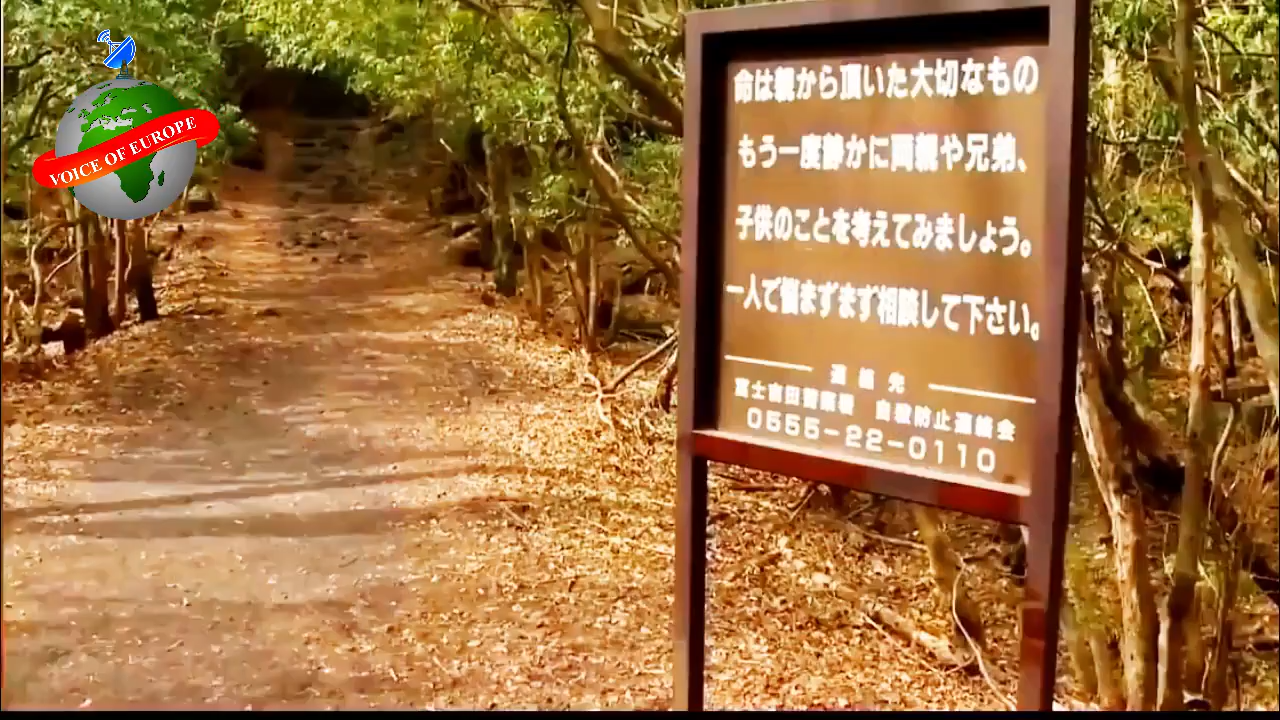 VOICE OF EUROPE
命は親から頂いた大切なもの
もう一度静かに両親や兄弟、
子供のことを考えてみましょう。
一人で悩まずまず相談して下さい。
連絡先
富士吉田警察署 自殺防止連絡会
0555-22-0110